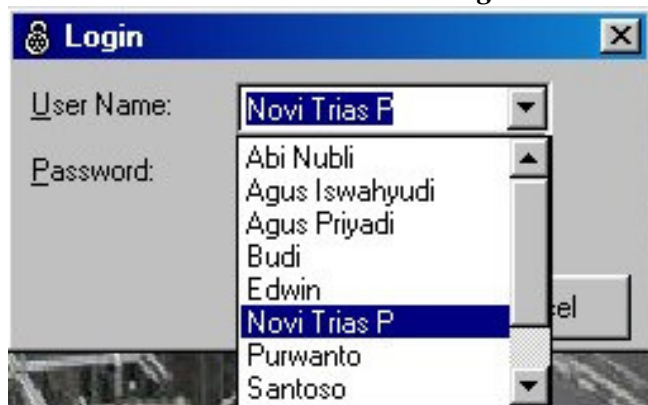 Login
User Name:
Novi Trias P
Password:
Abi Nubli
Agus Iswahyudi
Agus Priyadi
Budi
Edwin
Novi Trias P
Purwanto
Santoso